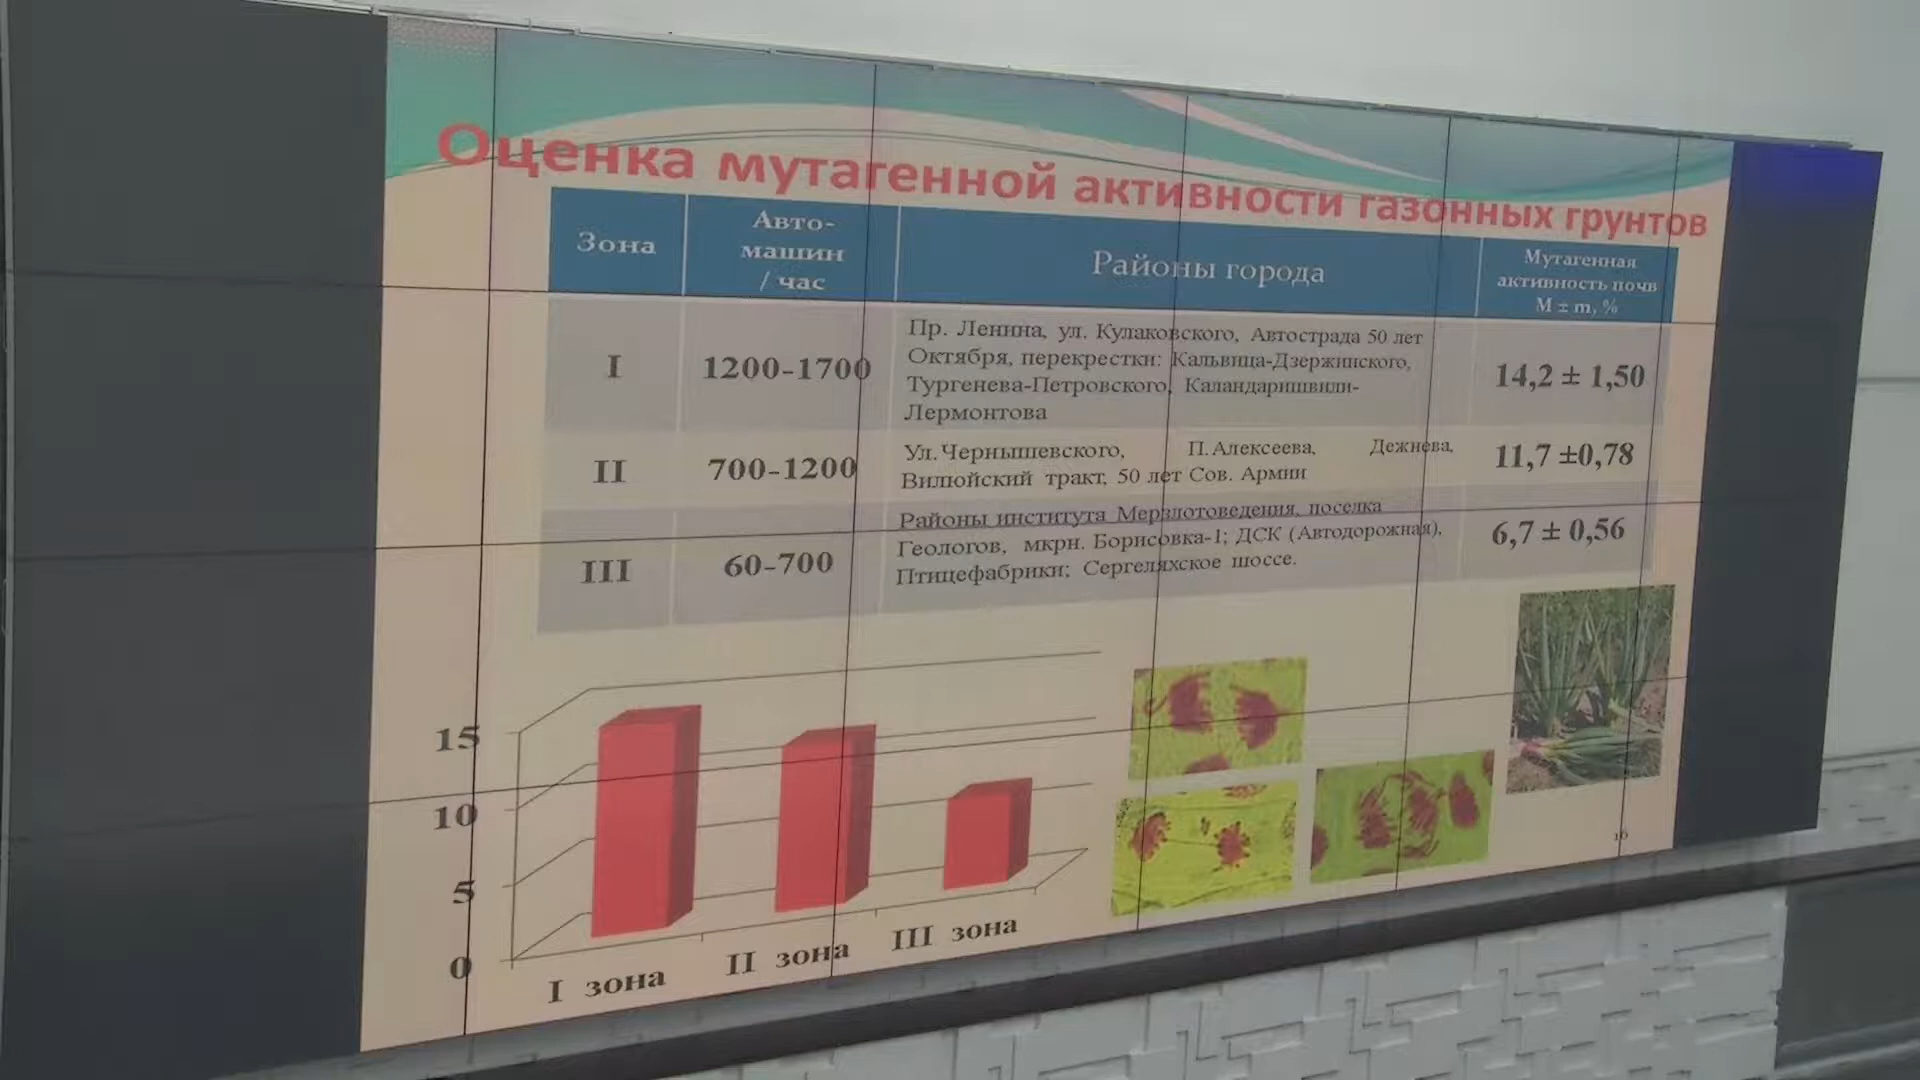 Оценка мутагенной активности газонных грунтов
Зона
Авто-
машин
/ час
Районы города
Мутагенная
активность почв
М ± m, %
I
1200-1700
Пр. Ленина, ул. Кулаковского, Автострада 50 лет
Октября, перекрестки: Кальвица-Дзержинского,
Тургенева-Петровского, Каландаришвили-
Лермонтова
14,2 ± 1,50
II
700-1200
Ул.Чернышевского, П.Алексеева, Дежнева,
Вилюйский тракт, 50 лет Сов. Армии
11,7 ±0,78
III
60-700
Районы института Мерзлотоведения, поселка
Геологов, мкрн. Борисовка-1; ДСК (Автодорожная),
Птицефабрики; Сергеляхское шоссе.
6,7 ± 0,56
15
10
5
0
I зона
II зона
III зона
16